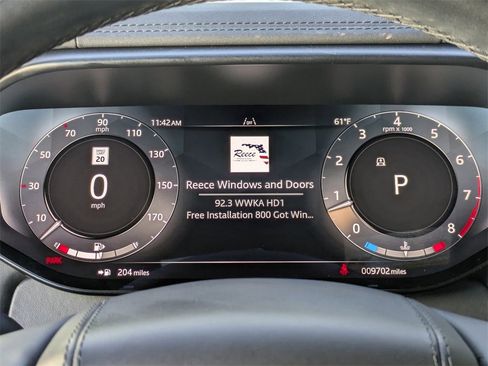 11:42AM
61°F
Reece
Reece Windows and Doors
92.3 WWKA HD1
Free Installation 800 Got Win...
10 30 70 90 110 130 150 170
mph
20
0
mph
PARK
204 miles
0 1 2 3 4 5 6 7 8
rpm x 1000
P
009702 miles